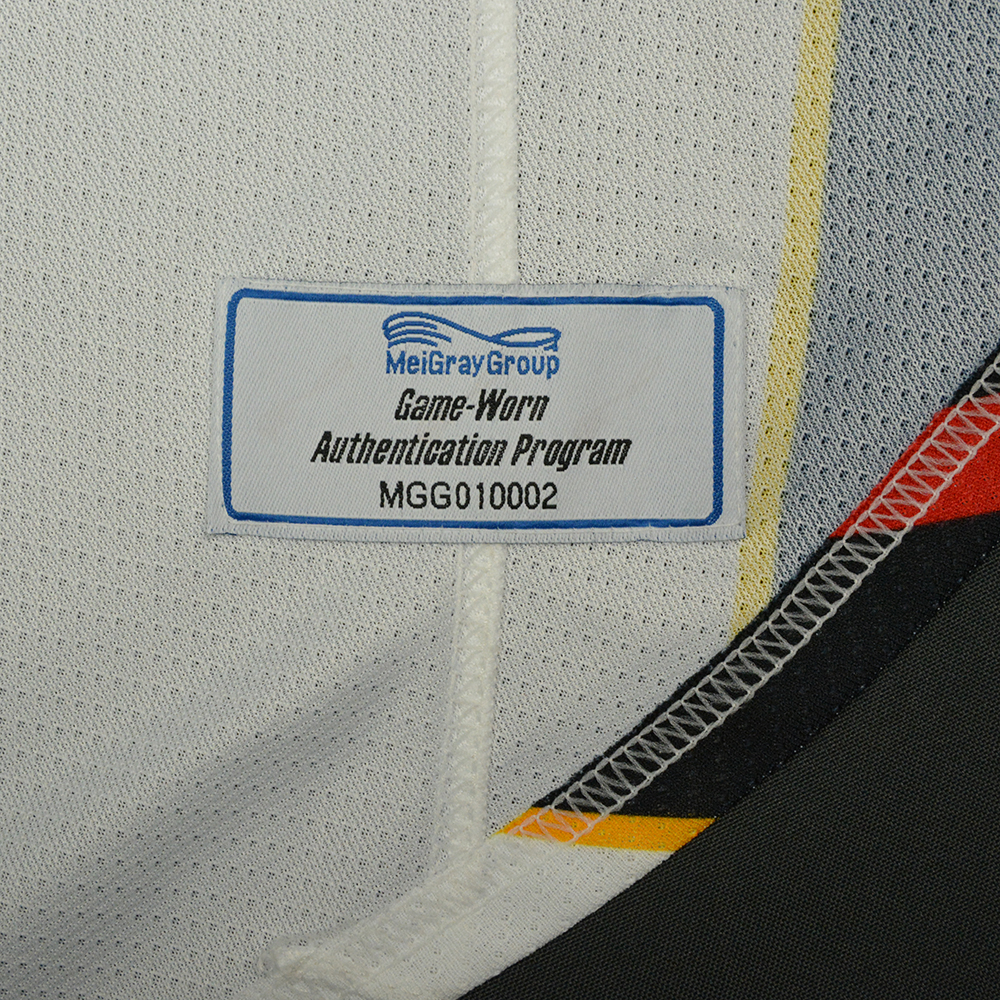 MeiGrayGroup
Game-Worn
Authentication Program
MGG010002